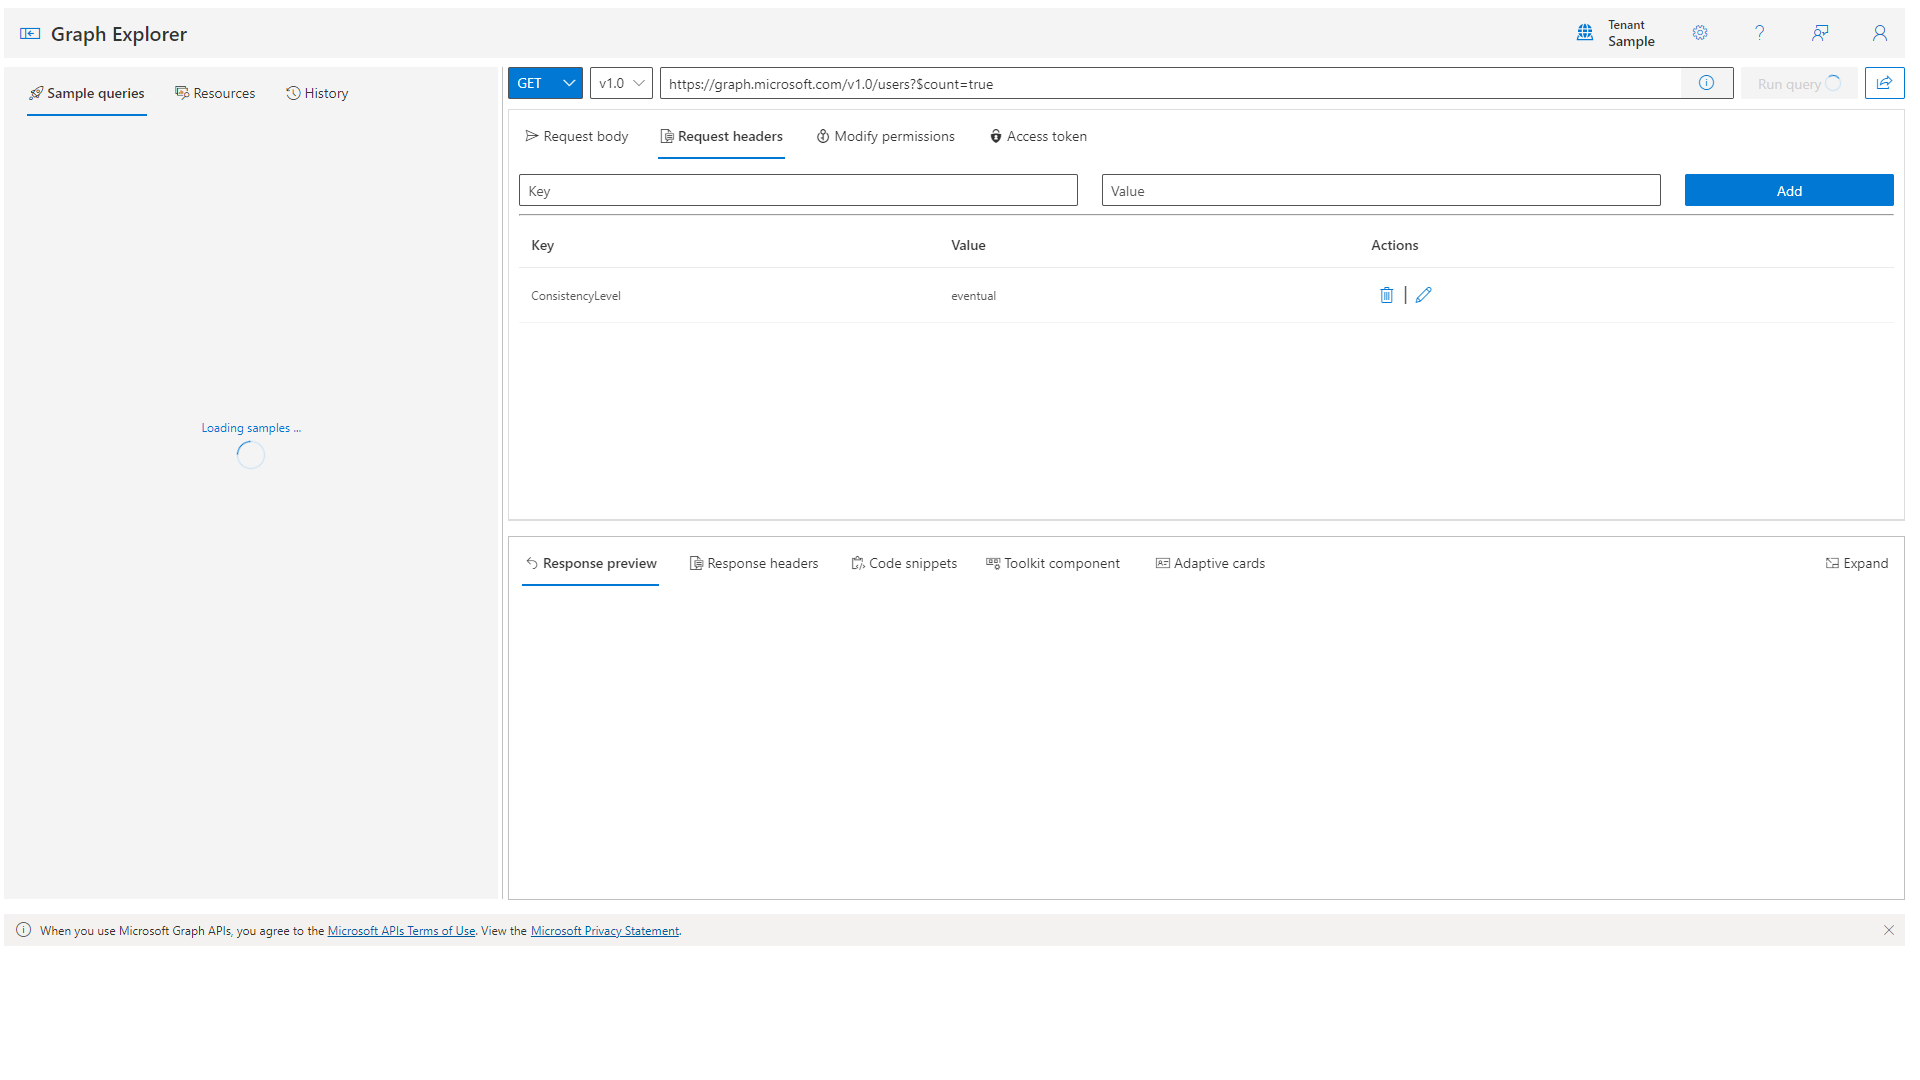 Graph Explorer
Tenant
Sample
?
Sample queries
Resources
History
Loading samples ...
GET
v1.0
https://graph.microsoft.com/v1.0/users?$count=true
Run query
Request body
Request headers
Modify permissions
Access token
Key
Value
Add
Key
Value
Actions
ConsistencyLevel
eventual
Response preview
Response headers
Code snippets
Toolkit component
Adaptive cards
Expand
When you use Microsoft Graph APIs, you agree to the Microsoft APIs Terms of Use. View the Microsoft Privacy Statement.